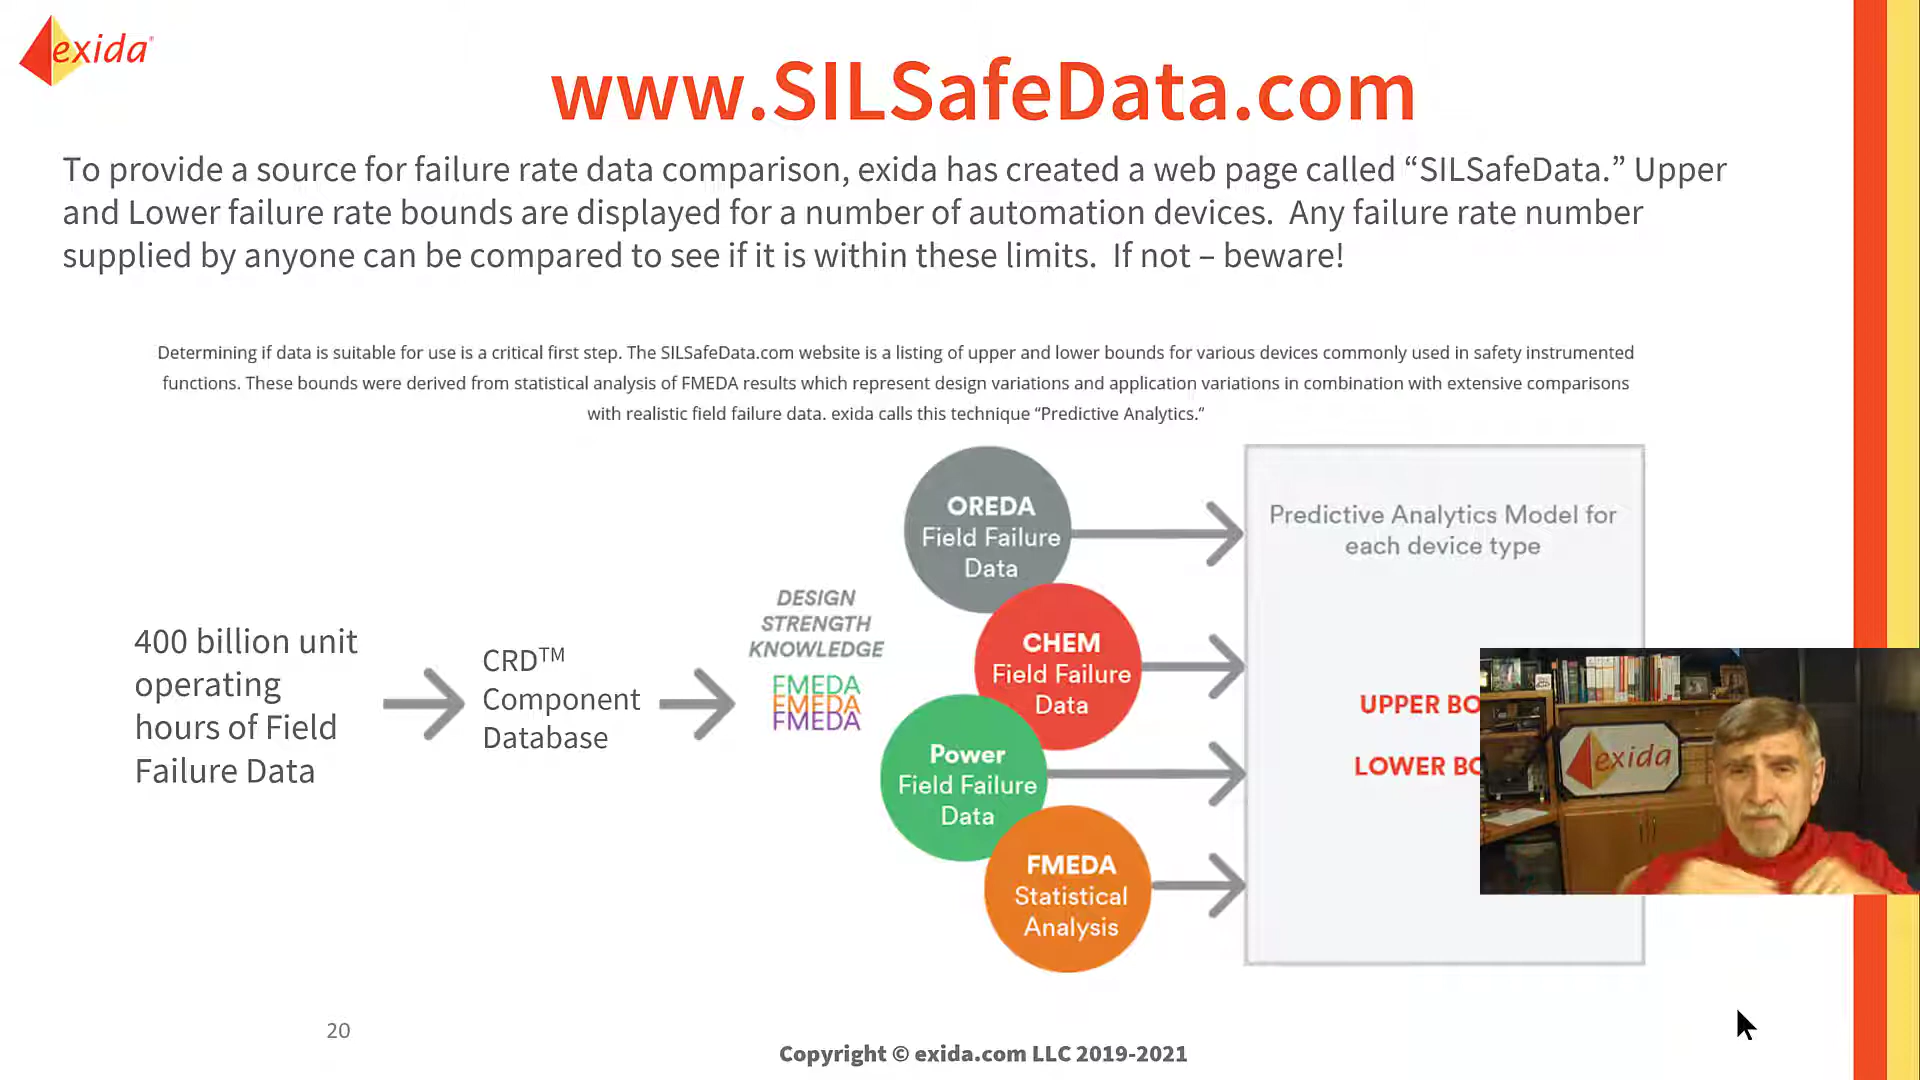 exida
www.SILSafeData.com
To provide a source for failure rate data comparison, exida has created a web page called “SILSafeData.” Upper
and Lower failure rate bounds are displayed for a number of automation devices. Any failure rate number
supplied by anyone can be compared to see if it is within these limits. If not – beware!
Determining if data is suitable for use is a critical first step. The SILSafeData.com website is a listing of upper and lower bounds for various devices commonly used in safety instrumented
functions. These bounds were derived from statistical analysis of FMEDA results which represent design variations and application variations in combination with extensive comparisons
with realistic field failure data. exida calls this technique “Predictive Analytics.“
400 billion unit
operating
hours of Field
Failure Data
CRD™
Component
Database
DESIGN
STRENGTH
KNOWLEDGE
FMEDA
FMEDA
FMEDA
OREDA
Field Failure
Data
CHEM
Field Failure
Data
Power
Field Failure
Data
FMEDA
Statistical
Analysis
Predictive Analytics Model for
each device type
UPPER BO
LOWER BO
exida
20
Copyright © exida.com LLC 2019-2021